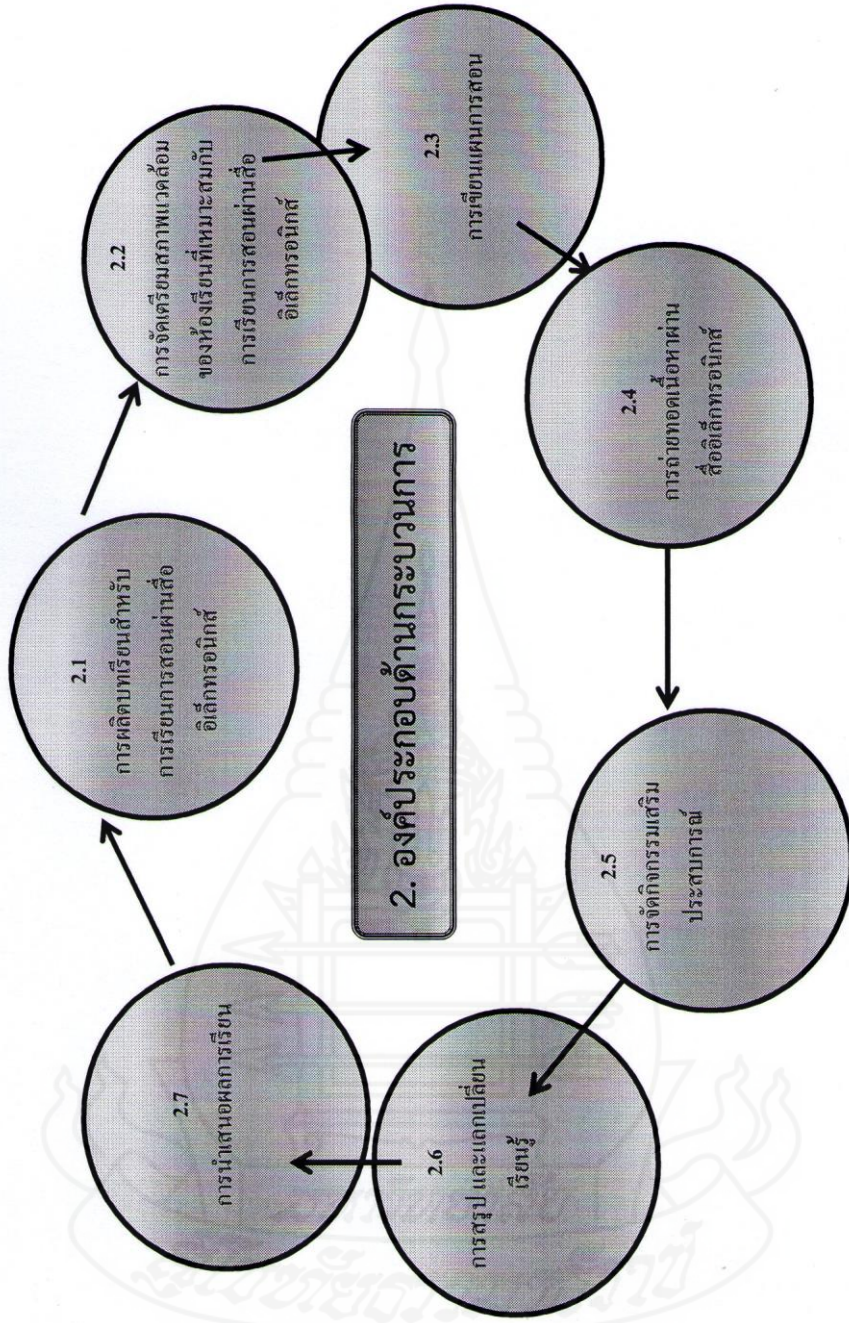 2. องค์ประกอบด้านกระบวนการ
2.1
การผลิตบทเรียนสำหรับ
การเรียนการสอนผ่านสื่อ
อิเล็กทรอนิกส์
2.2
การจัดเตรียมสภาพแวดล้อม
ของห้องเรียนที่เหมาะสมกับ
การเรียนการสอนผ่านสื่อ
อิเล็กทรอนิกส์
2.3
การเขียนแผนการสอน
2.4
การถ่ายทอดเนื้อหาผ่าน
สื่ออิเล็กทรอนิกส์
2.5
การจัดกิจกรรมเสริม
ประสบการณ์
2.6
การสรุป และแลกเปลี่ยน
เรียนรู้
2.7
การนำเสนอผลการเรียน